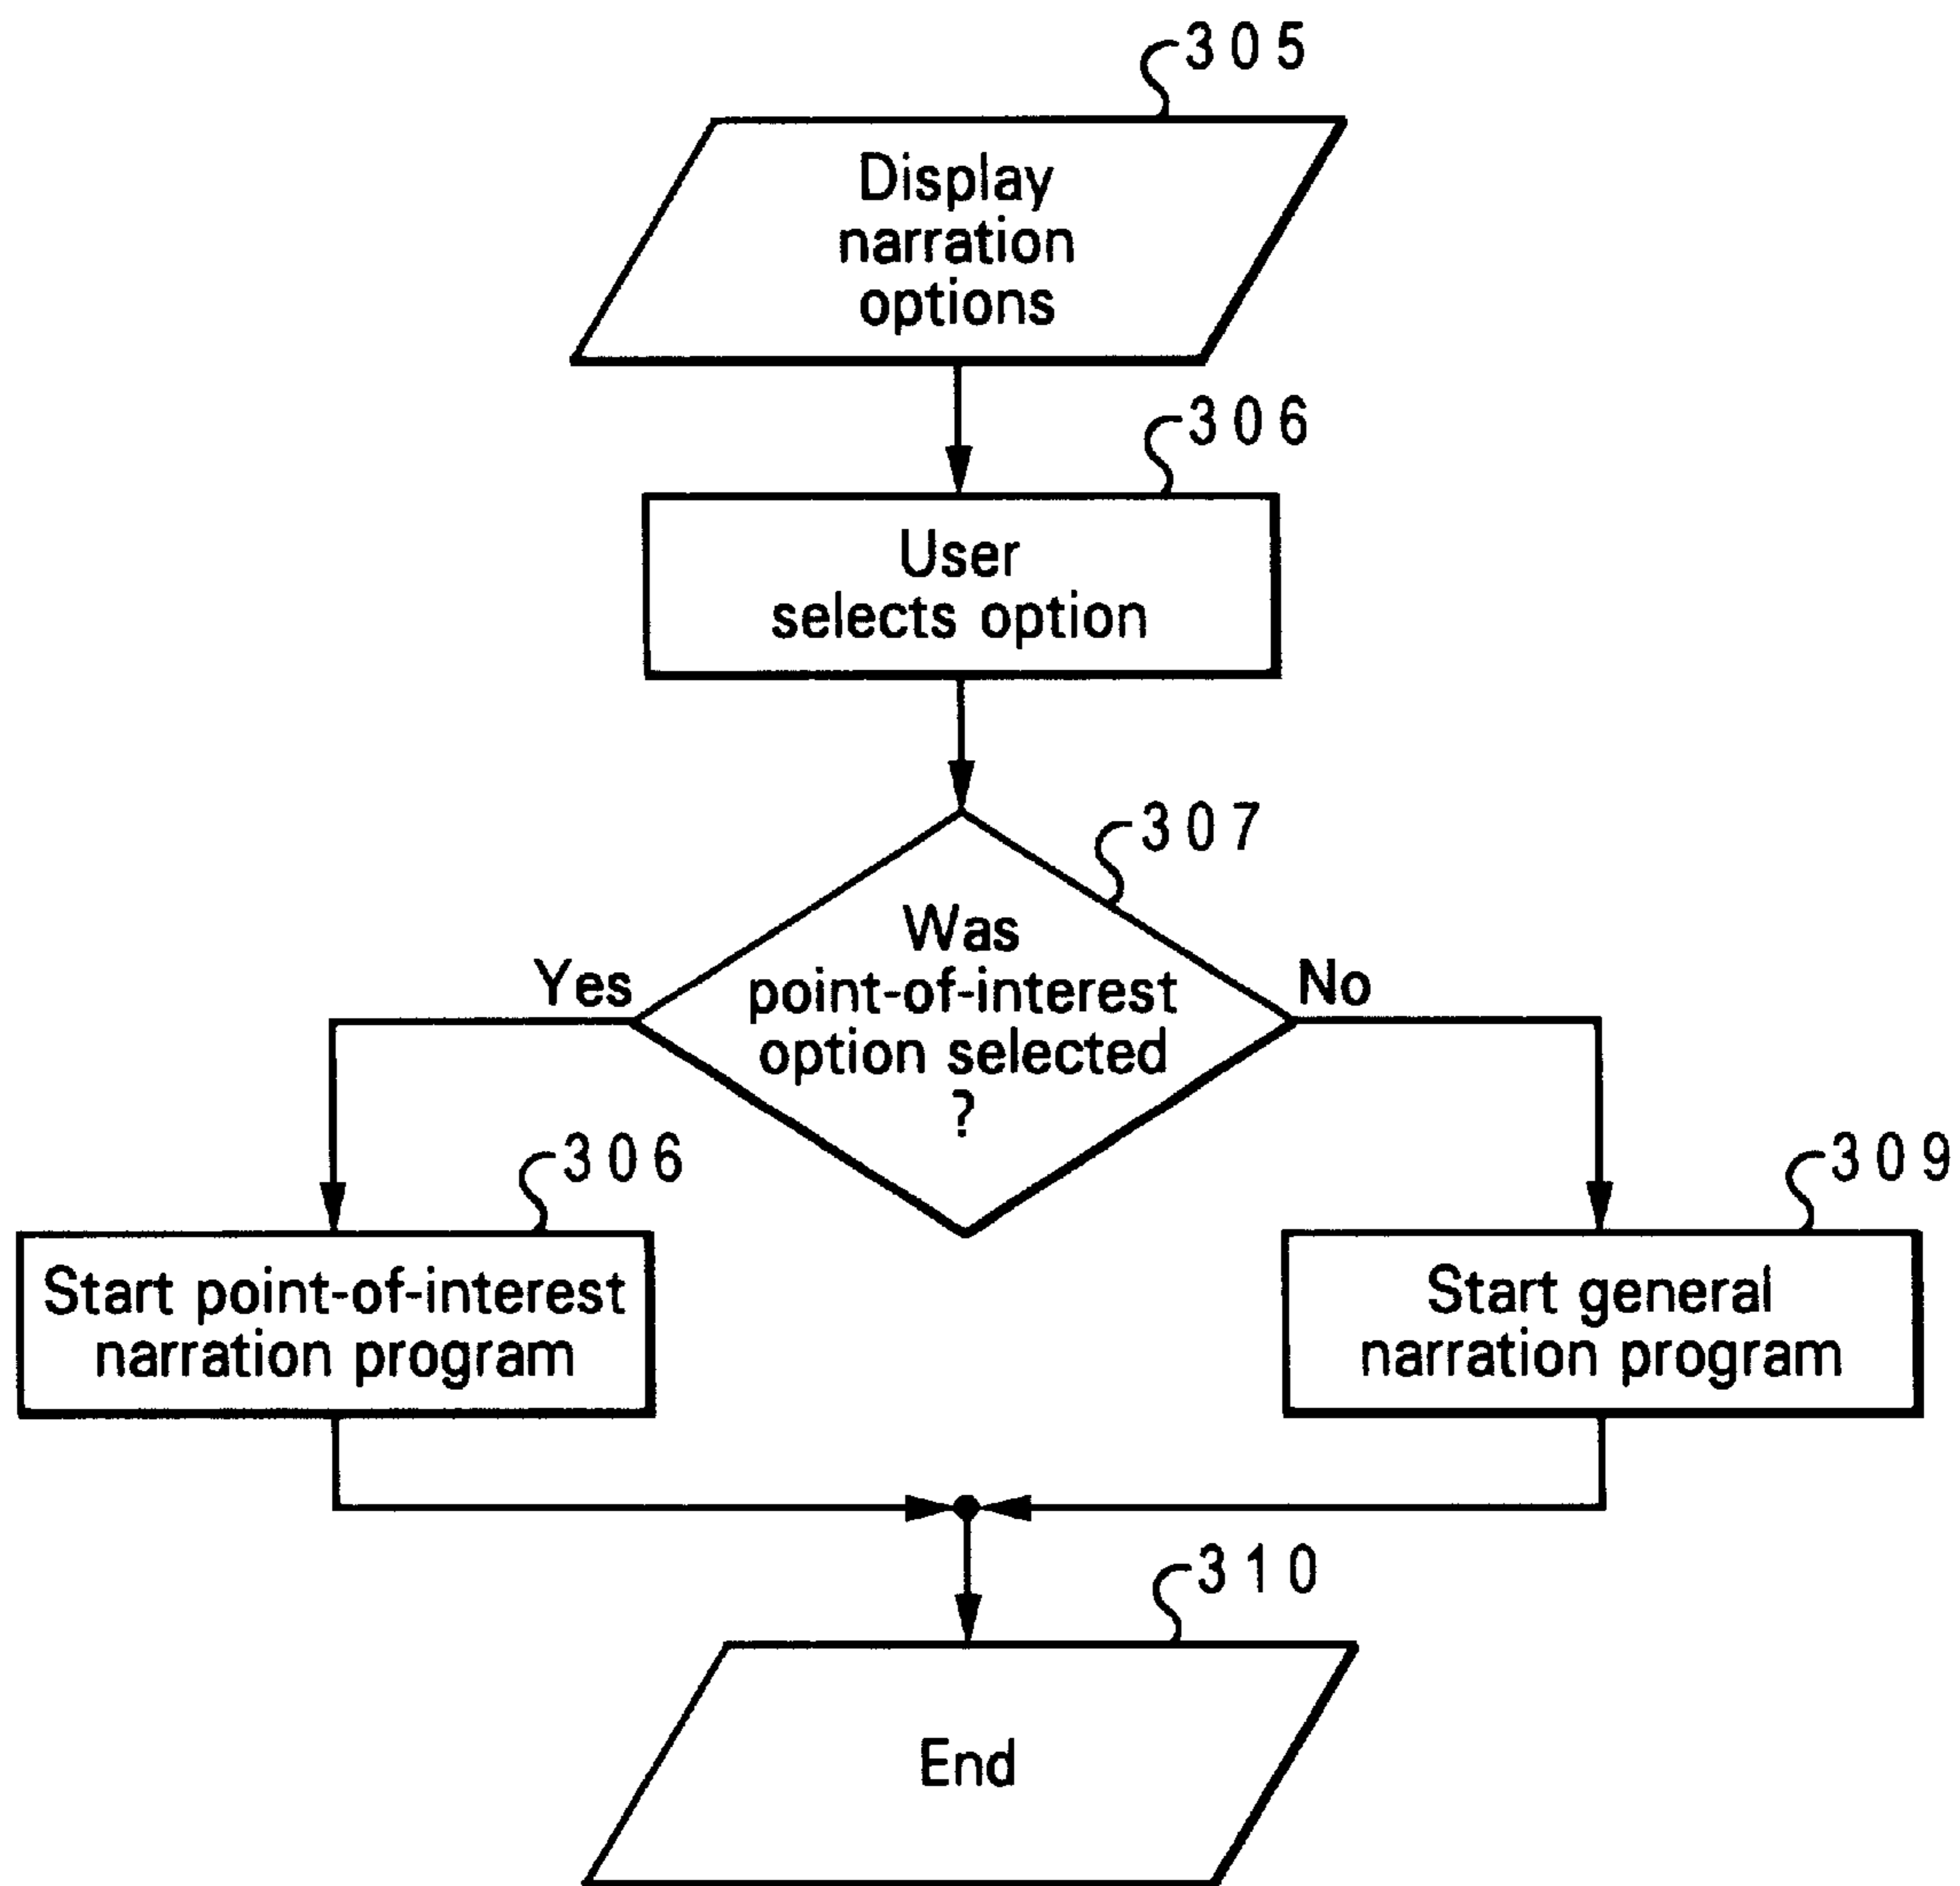 305
Display
narration
options
306
User
selects option
307
Was
point-of-interest
option selected
?
Yes
No
306
Start point-of-interest
narration program
309
Start general
narration program
310
End